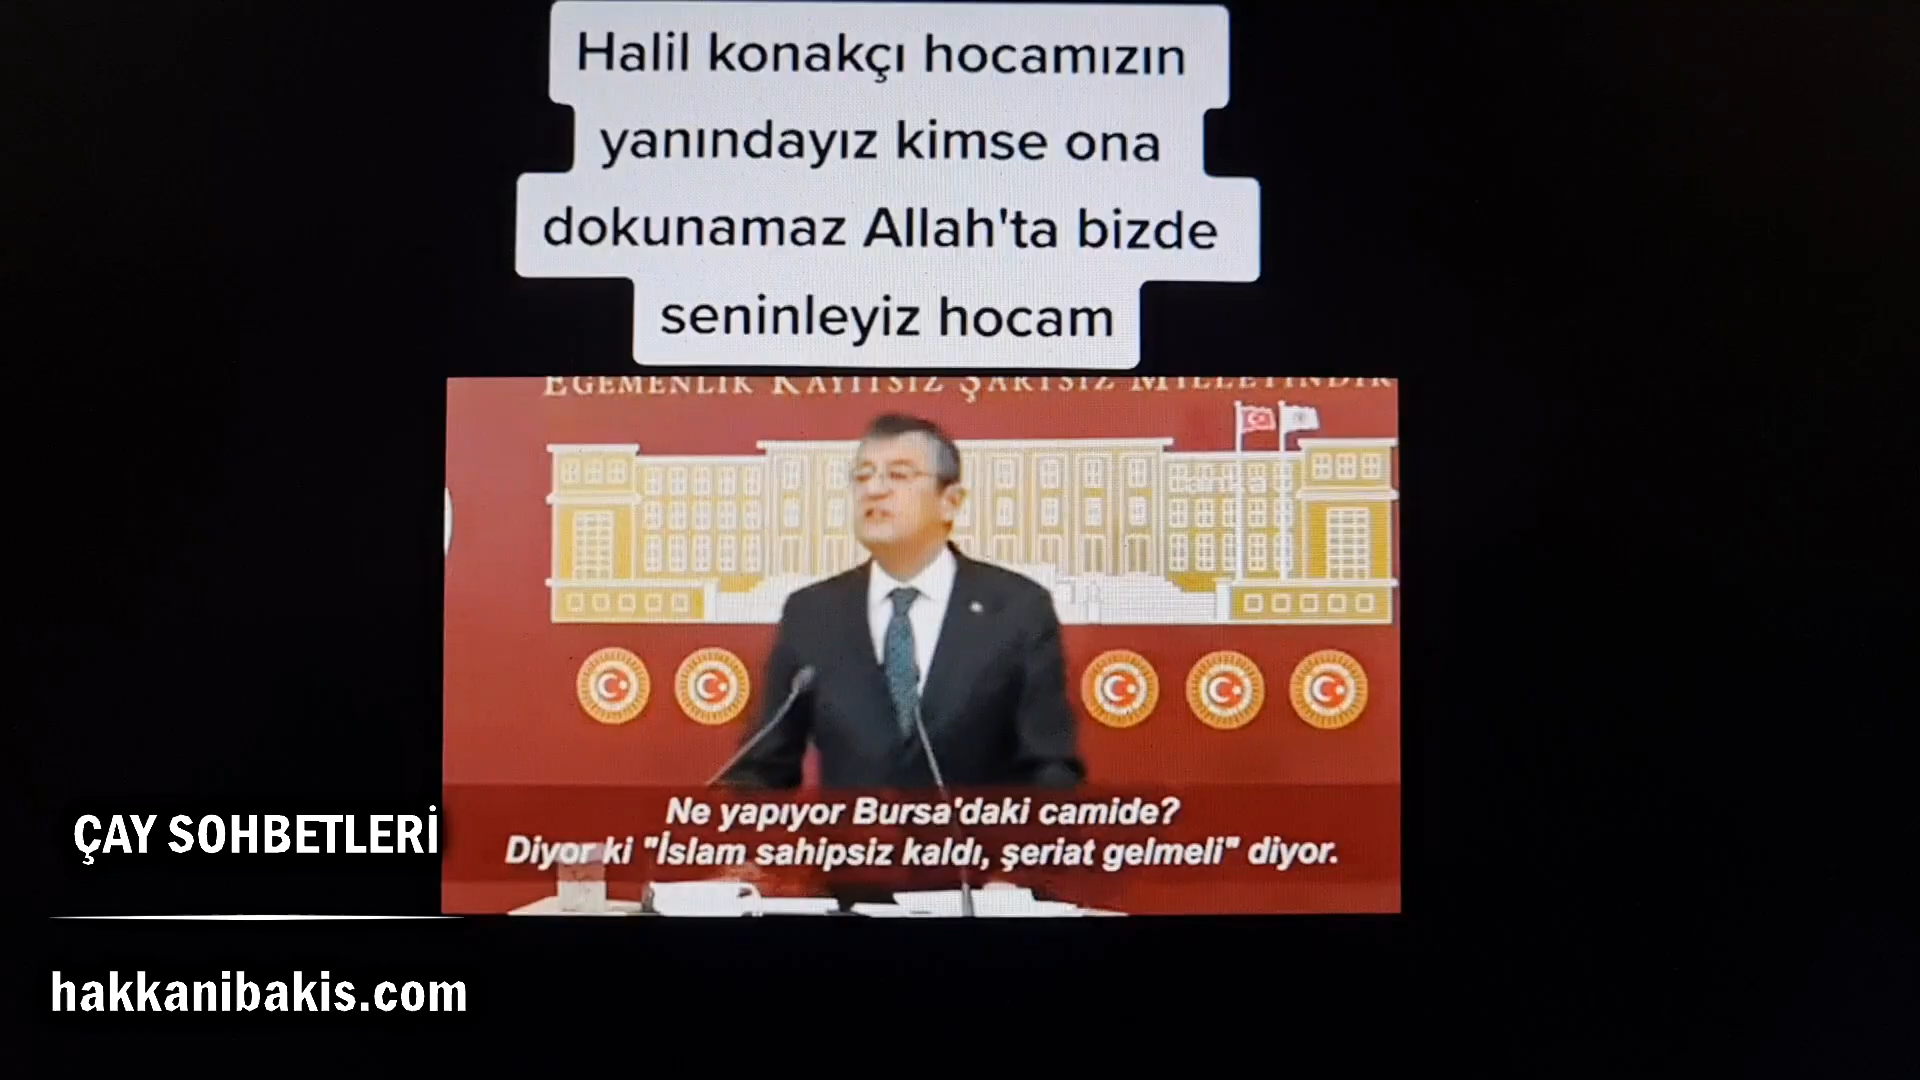 Halil konakçı hocamızın
yanındayız kimse ona
dokunamaz Allah'ta bizde
seninleyiz hocam
EGEMENLİK KAYITSIZ ŞARTSIZ MİLLETİNDİR
Ne yapıyor Bursa'daki camide?
Diyor ki "İslam sahipsiz kaldı, şeriat gelmeli" diyor.
ÇAY SOHBETLERİ
hakkanibakis.com